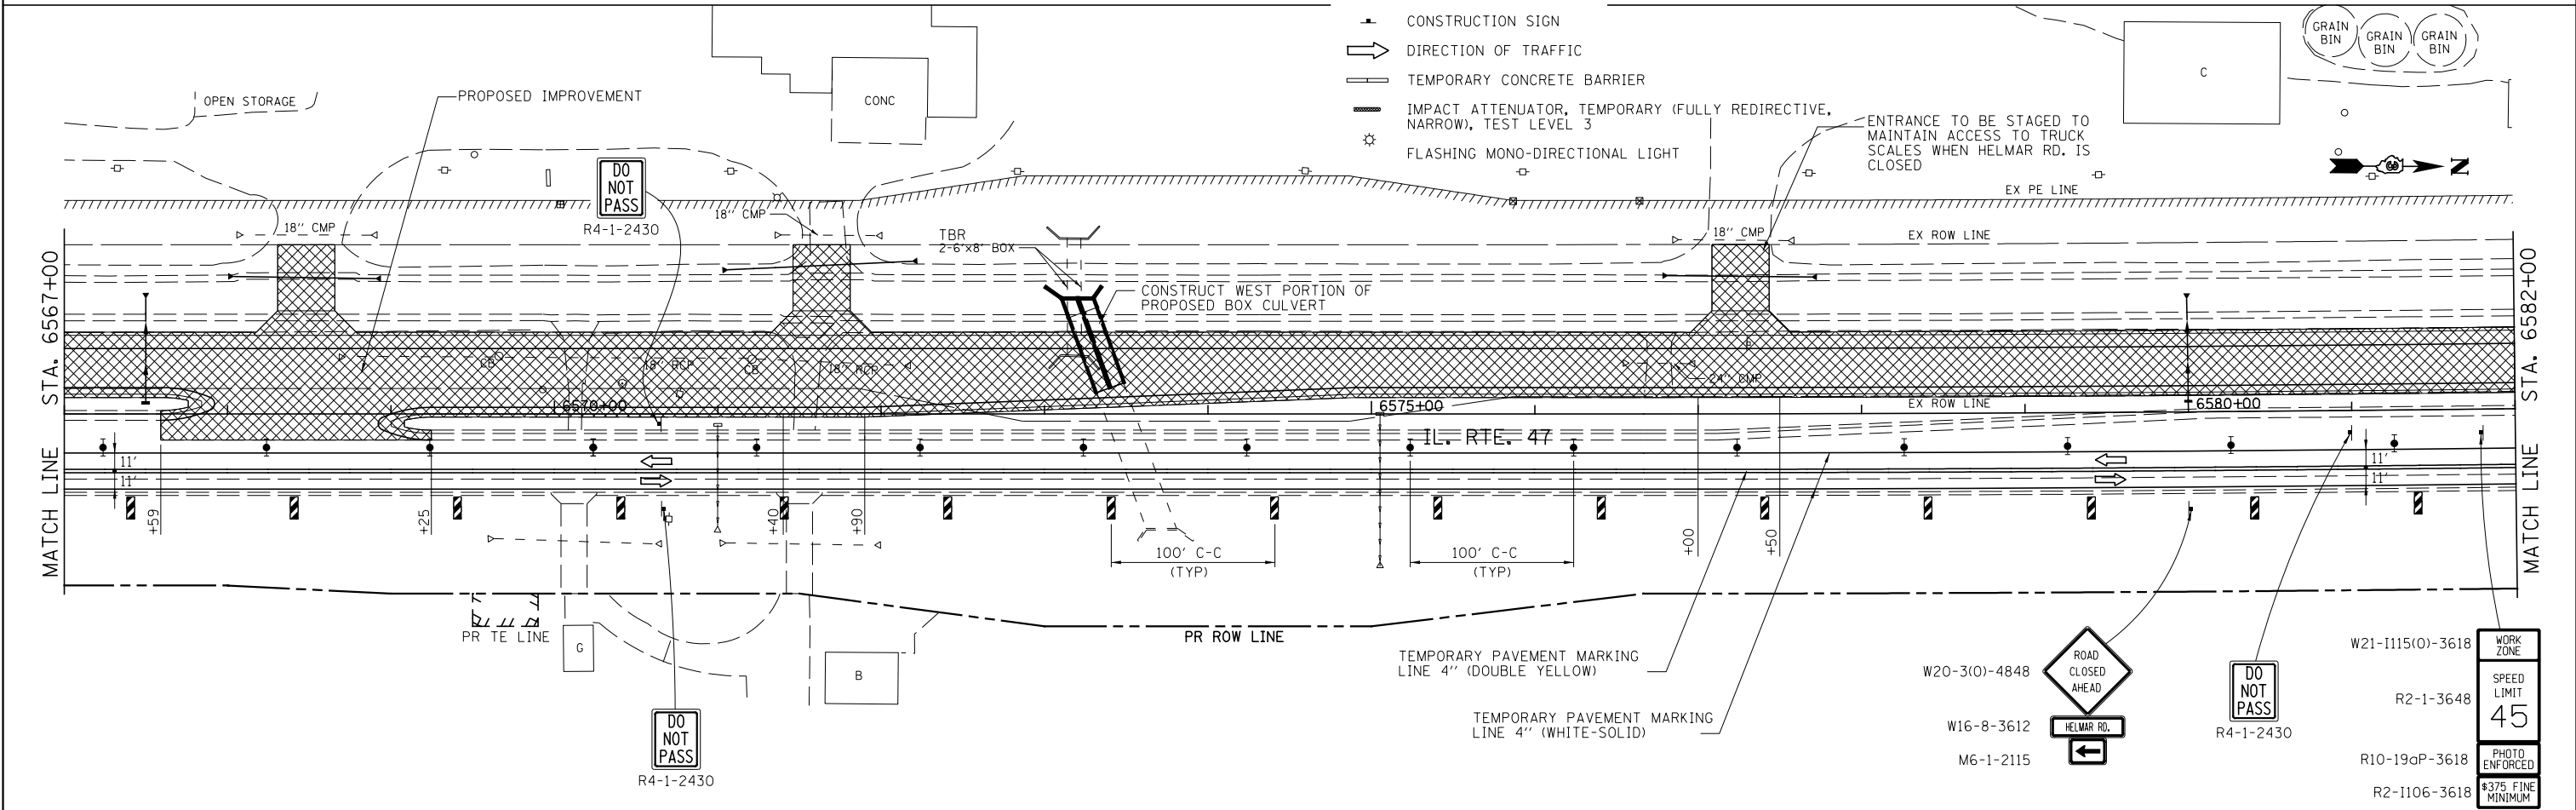 CONSTRUCTION SIGN
DIRECTION OF TRAFFIC
TEMPORARY CONCRETE BARRIER
IMPACT ATTENUATOR, TEMPORARY (FULLY REDIRECTIVE,
NARROW), TEST LEVEL 3
FLASHING MONO-DIRECTIONAL LIGHT
GRAIN
BIN
GRAIN
BIN
GRAIN
BIN
C
OPEN STORAGE
PROPOSED IMPROVEMENT
CONC
ENTRANCE TO BE STAGED TO
MAINTAIN ACCESS TO TRUCK
SCALES WHEN HELMAR RD. IS
CLOSED
N
DO
NOT
PASS
R4-1-2430
EX PE LINE
18" CMP
18" CMP
TBR
2-6'x8' BOX
18" CMP
EX ROW LINE
CONSTRUCT WEST PORTION OF
PROPOSED BOX CULVERT
MATCH LINE STA. 6567+00
MATCH LINE STA. 6582+00
CB
18" RCP
CB
18" RCP
24" CMP
6570+00
6575+00
EX ROW LINE
6580+00
IL. RTE. 47
11'
11'
11'
11'
+59
+25
+40
+90
+00
+50
100' C-C
(TYP)
100' C-C
(TYP)
PR TE LINE
PR ROW LINE
G
B
DO
NOT
PASS
R4-1-2430
TEMPORARY PAVEMENT MARKING
LINE 4" (DOUBLE YELLOW)
TEMPORARY PAVEMENT MARKING
LINE 4" (WHITE-SOLID)
W20-3(O)-4848
ROAD
CLOSED
AHEAD
W16-8-3612
HELMAR RD.
M6-1-2115
DO
NOT
PASS
R4-1-2430
W21-I115(O)-3618
WORK
ZONE
R2-1-3648
SPEED
LIMIT
45
R10-19aP-3618
PHOTO
ENFORCED
R2-I106-3618
$375 FINE
MINIMUM